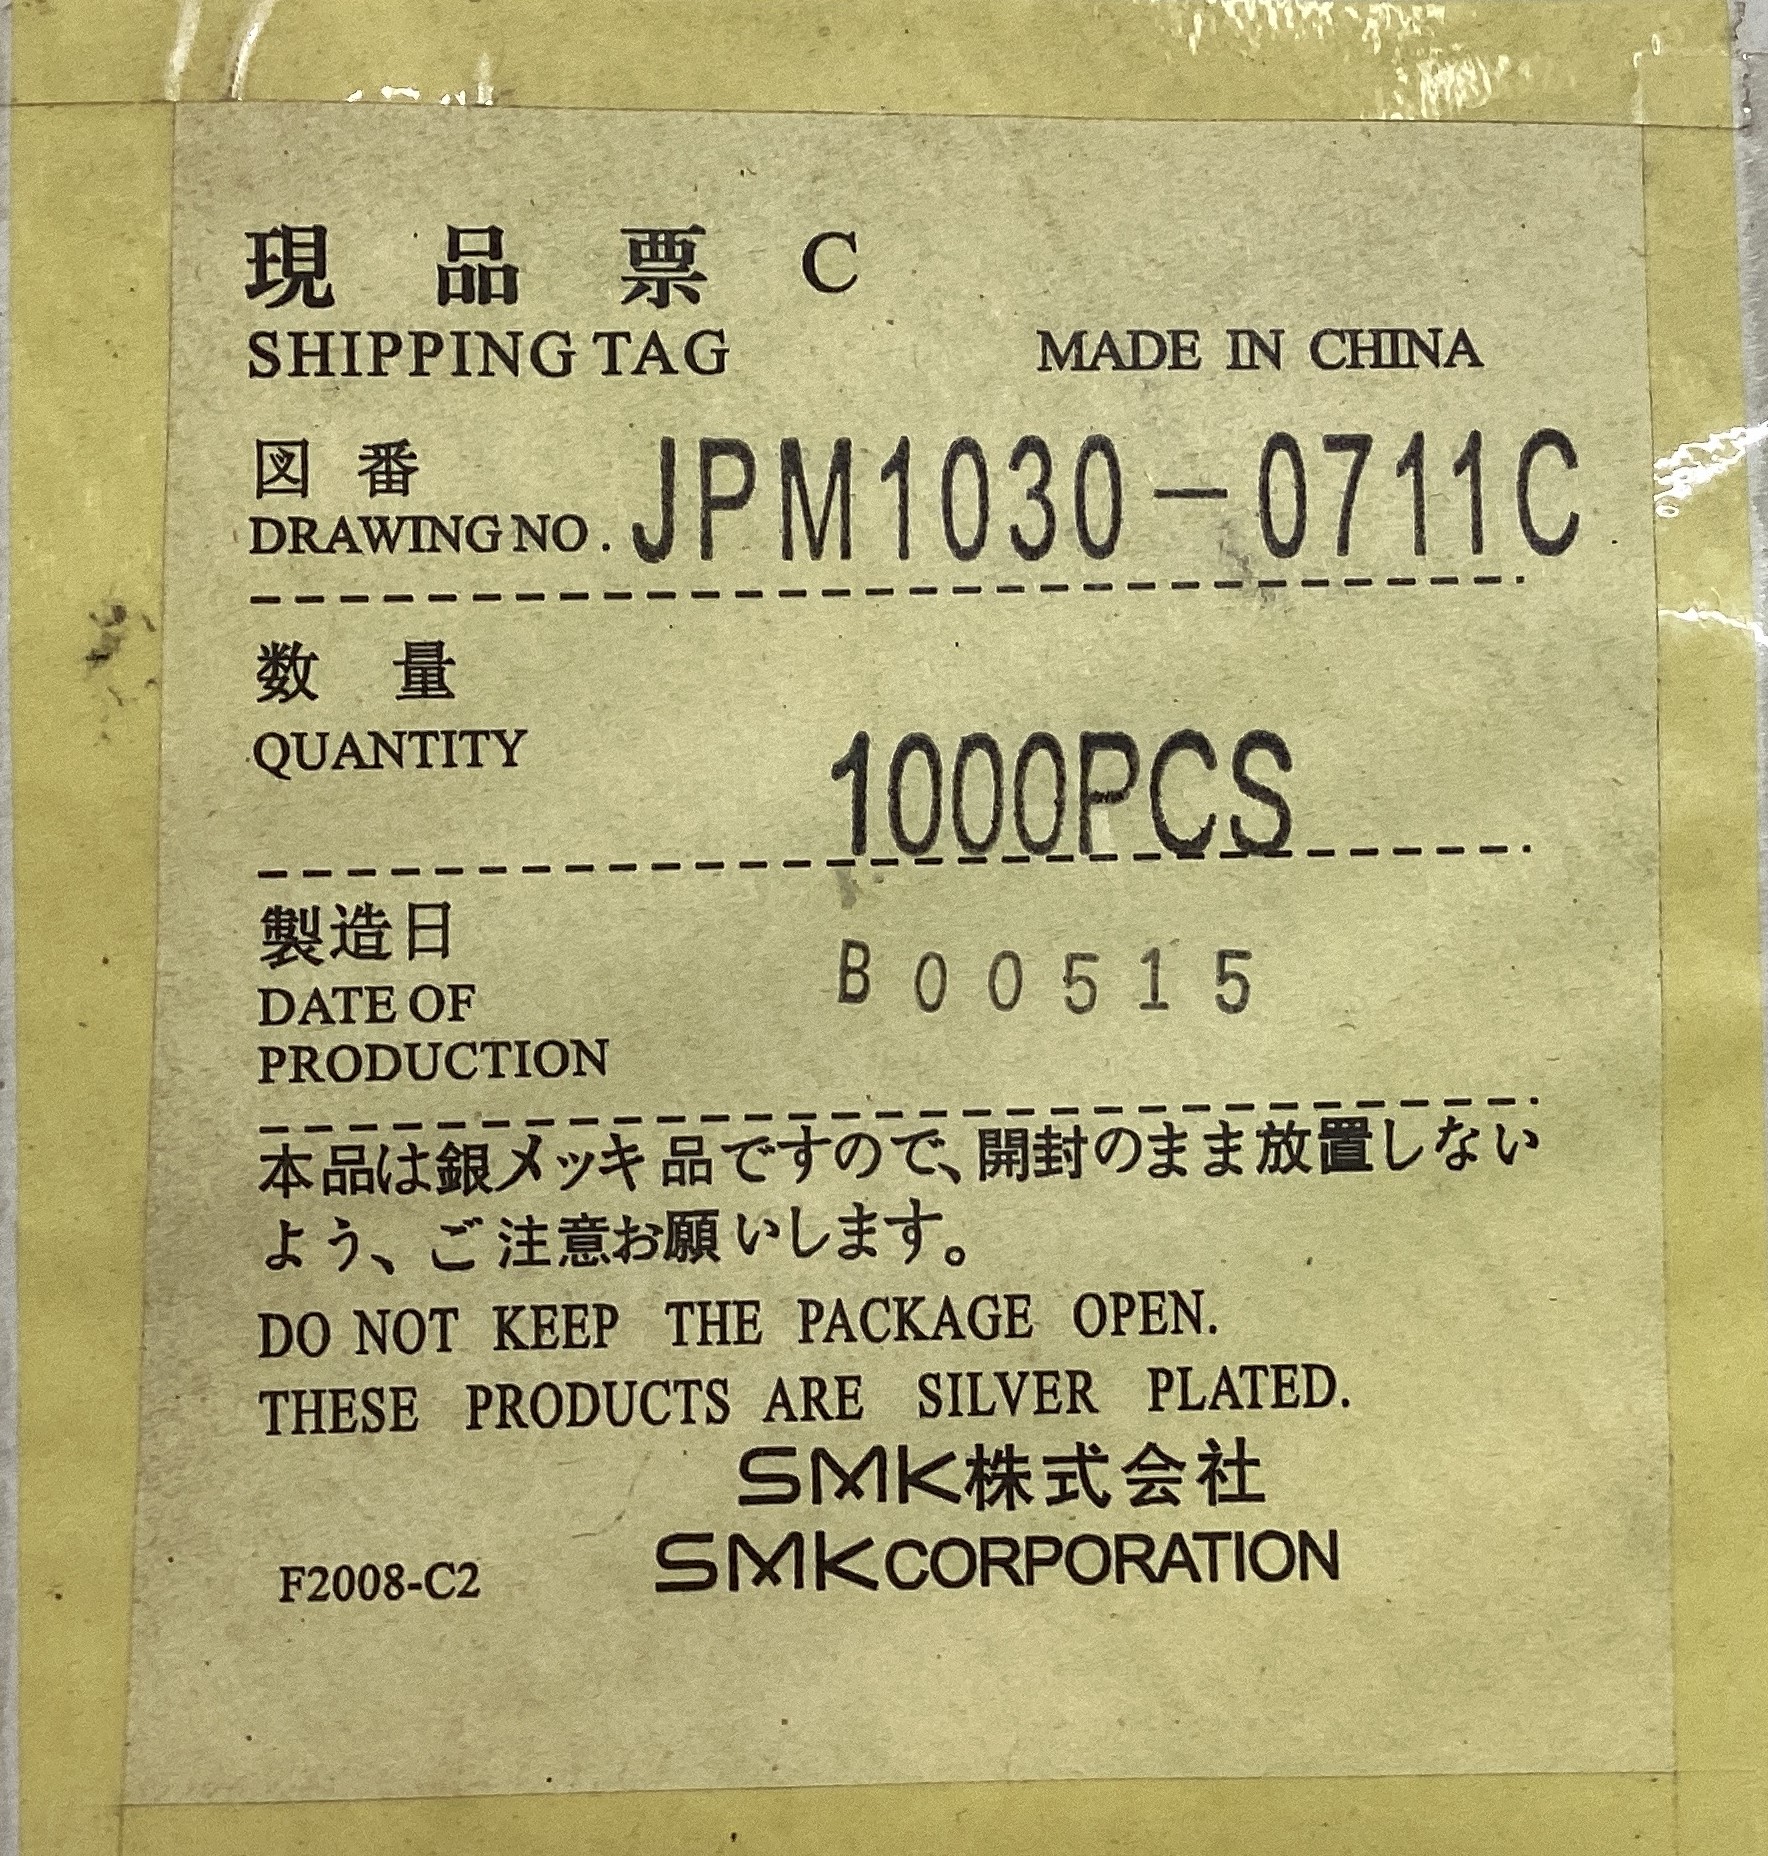 現品票 C
SHIPPING TAG MADE IN CHINA
図番
DRAWING NO. JPM1030-0711C
数量
QUANTITY
1000PCS
製造日
B00515
DATE OF
PRODUCTION
本品は銀メッキ品ですので、開封のまま放置しない
よう、ご注意お願いします。
DO NOT KEEP THE PACKAGE OPEN.
THESE PRODUCTS ARE SILVER PLATED.
SMK株式会社
F2008-C2 SMK CORPORATION